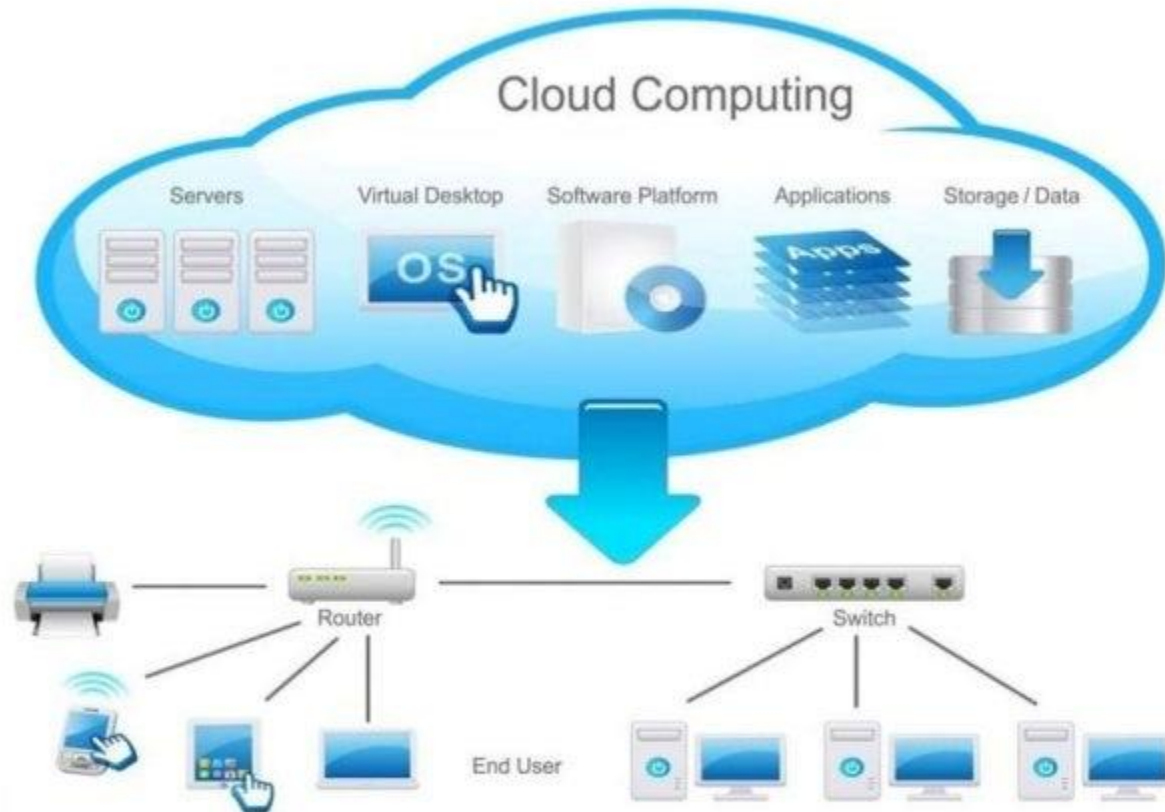 Cloud Computing
Servers
Virtual Desktop
Software Platform
Applications
Storage / Data
OS
Apps
Router
Switch
End User